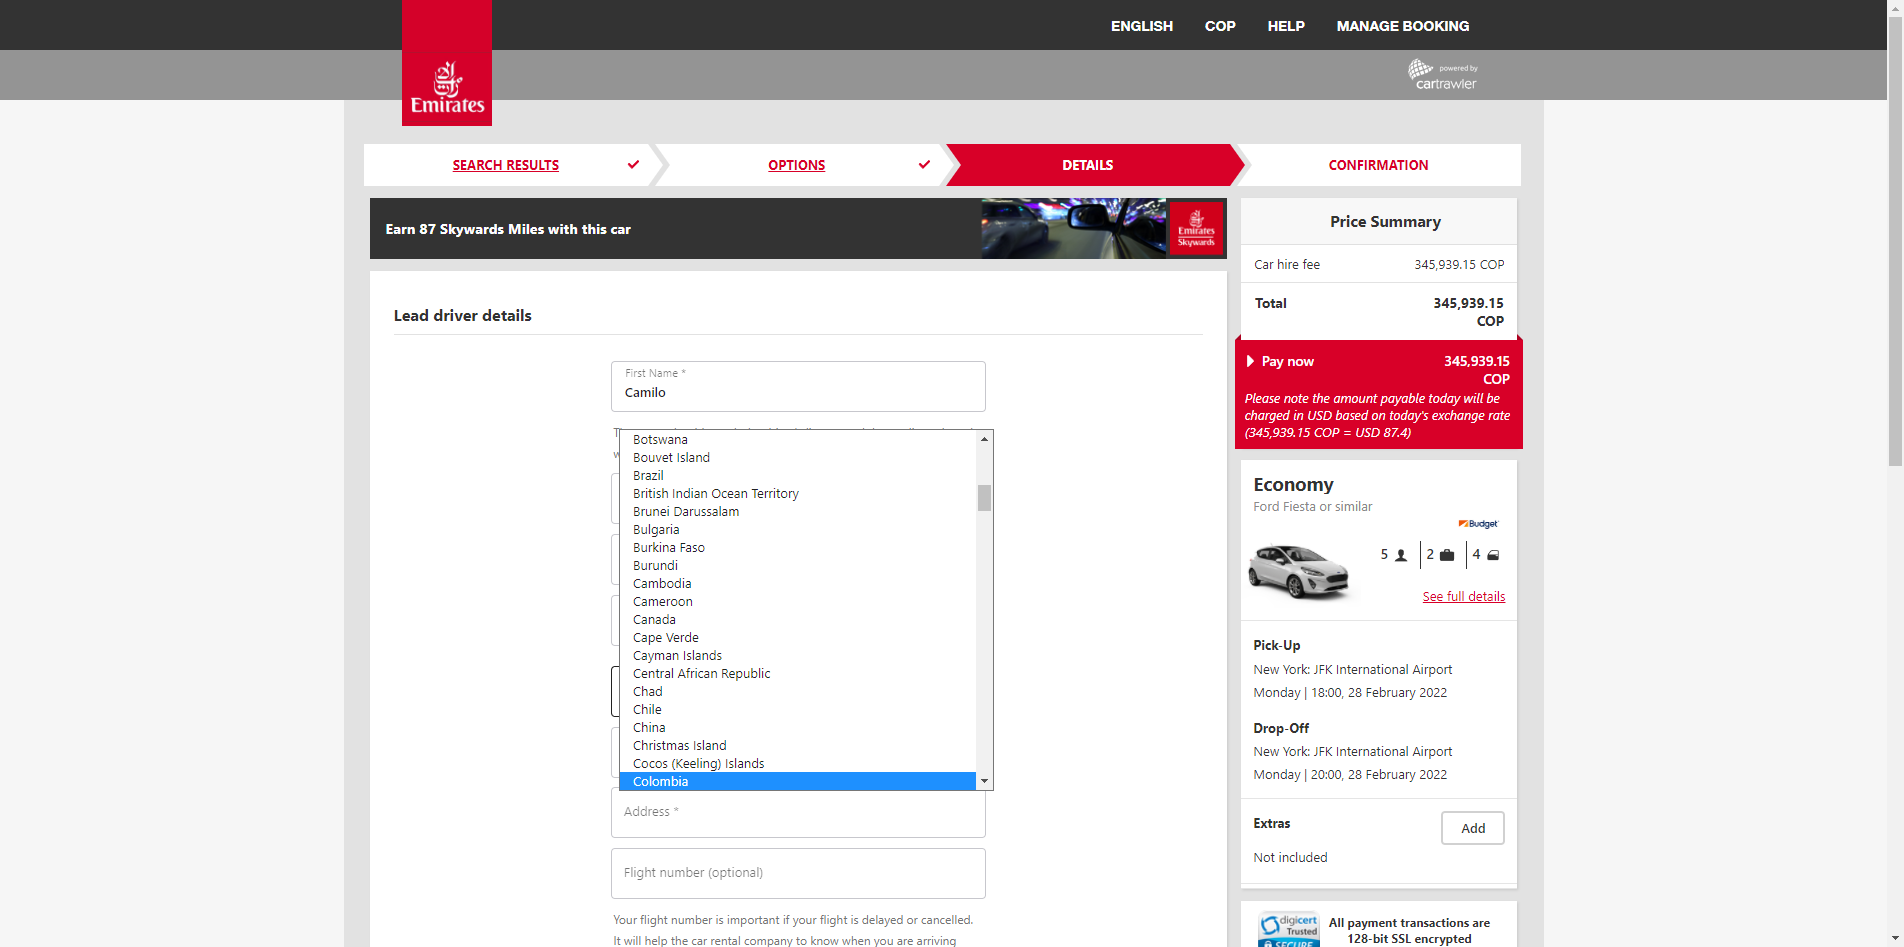 ENGLISH COP HELP MANAGE BOOKING
powered by
cartrawler
Emirates
SEARCH RESULTS OPTIONS DETAILS CONFIRMATION
Earn 87 Skywards Miles with this car
Emirates
Skywards
Lead driver details
First Name *
Camilo
Botswana
Bouvet Island
Brazil
British Indian Ocean Territory
Brunei Darussalam
Bulgaria
Burkina Faso
Burundi
Cambodia
Cameroon
Canada
Cape Verde
Cayman Islands
Central African Republic
Chad
Chile
China
Christmas Island
Cocos (Keeling) Islands
Colombia
Address *
Flight number (optional)
Your flight number is important if your flight is delayed or cancelled.
It will help the car rental company to know when you are arriving
Price Summary
Car hire fee 345,939.15 COP
Total 345,939.15
COP
Pay now 345,939.15
COP
Please note the amount payable today will be
charged in USD based on today's exchange rate
(345,939.15 COP = USD 87.4)
Economy
Ford Fiesta or similar
Budget
5 2 4
See full details
Pick-Up
New York: JFK International Airport
Monday | 18:00, 28 February 2022
Drop-Off
New York: JFK International Airport
Monday | 20:00, 28 February 2022
Extras Add
Not included
digicert
Trusted
SECURE
All payment transactions are
128-bit SSL encrypted